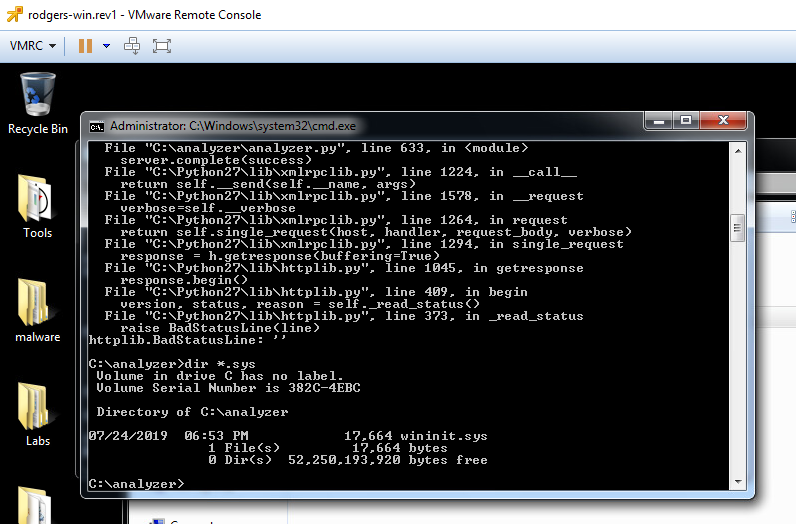 rodgers-win.rev1 - VMware Remote Console
VMRC
Recycle Bin
Tools
malware
Labs
Administrator: C:\Windows\system32\cmd.exe
C:\.
File "C:\analyzer\analyzer.py", line 633, in <module>
server.complete(success)
File "C:\Python27\lib\xmlrpclib.py", line 1224, in __call__
return self.__send(self.__name, args)
File "C:\Python27\lib\xmlrpclib.py", line 1578, in __request
verbose=self.__verbose
File "C:\Python27\lib\xmlrpclib.py", line 1264, in request
return self.single_request(host, handler, request_body, verbose)
File "C:\Python27\lib\xmlrpclib.py", line 1294, in single_request
response = h.getresponse(buffering=True)
File "C:\Python27\lib\httplib.py", line 1045, in getresponse
response.begin()
File "C:\Python27\lib\httplib.py", line 409, in begin
version, status, reason = self._read_status()
File "C:\Python27\lib\httplib.py", line 373, in _read_status
raise BadStatusLine(line)
httplib.BadStatusLine: ''
C:\analyzer>dir *.sys
Volume in drive C has no label.
Volume Serial Number is 382C-4EBC
Directory of C:\analyzer
07/24/2019 06:53 PM 17,664 wininit.sys
1 File(s) 17,664 bytes
0 Dir(s) 52,250,193,920 bytes free
C:\analyzer>